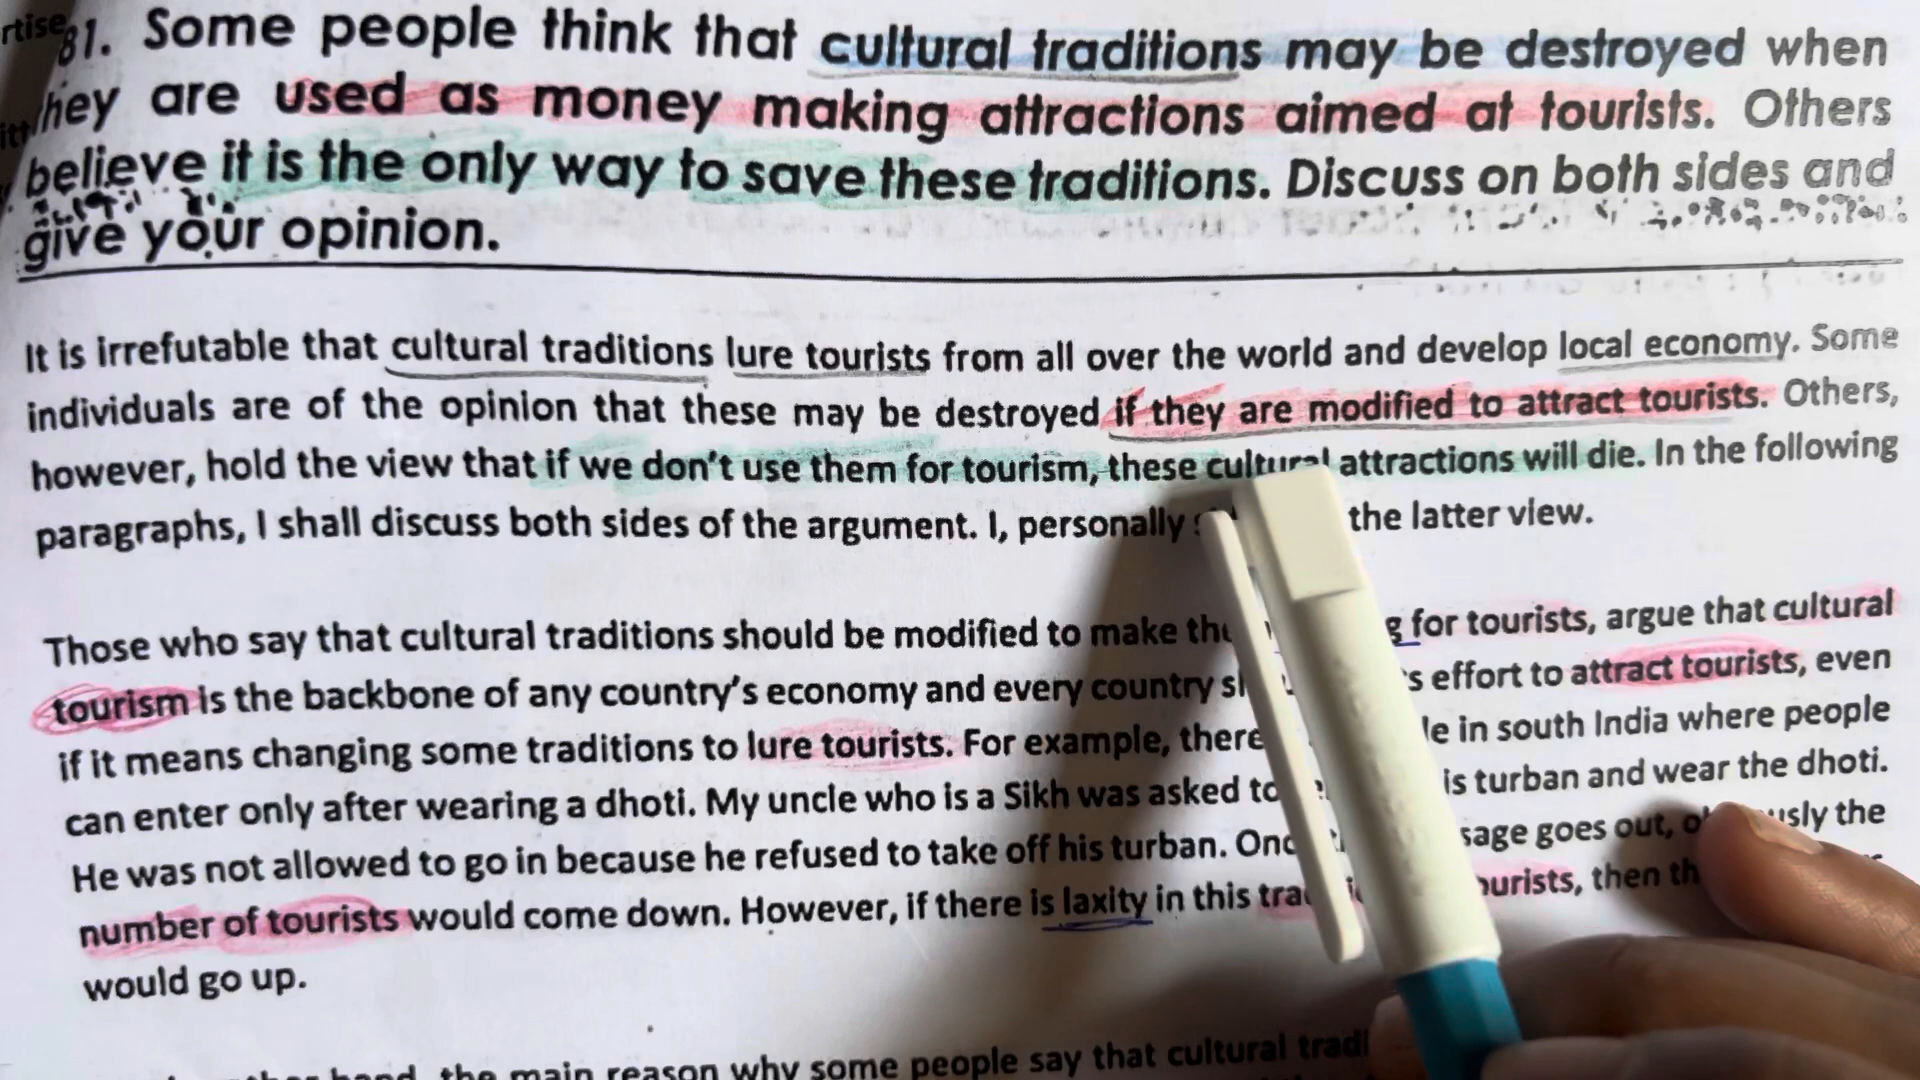 rtise
81. Some people think that cultural traditions may be destroyed when
they are used as money making attractions aimed at tourists. Others
believe it is the only way to save these traditions. Discuss on both sides and
give your opinion.
It is irrefutable that cultural traditions lure tourists from all over the world and develop local economy. Some
individuals are of the opinion that these may be destroyed if they are modified to attract tourists. Others,
however, hold the view that if we don't use them for tourism, these cultural attractions will die. In the following
paragraphs, I shall discuss both sides of the argument. I, personally the latter view.
Those who say that cultural traditions should be modified to make for tourists, argue that cultural
tourism is the backbone of any country's economy and every country effort to attract tourists, even
if it means changing some traditions to lure tourists. For example, there in south India where people
can enter only after wearing a dhoti. My uncle who is a Sikh was asked to turban and wear the dhoti.
He was not allowed to go in because he refused to take off his turban. goes out, the
number of tourists would come down. However, if there is laxity in this tourists, then
would go up.
hand, the main reason why some people say that cultural